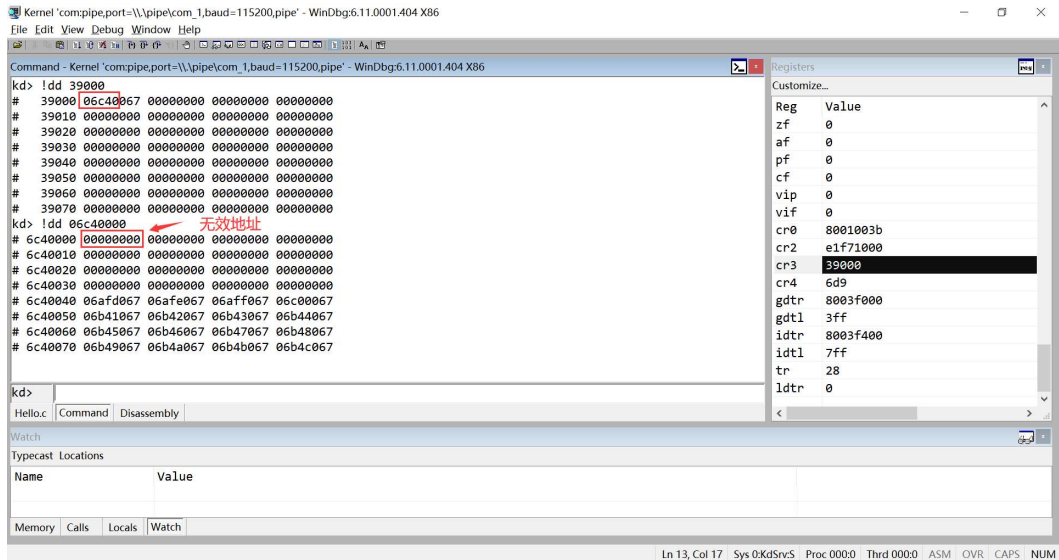 Kernel 'com:pipe,port=\\.\pipe\com_1,baud=115200,pipe' - WinDbg:6.11.0001.404 X86
File Edit View Debug Window Help
Command - Kernel 'com:pipe,port=\\.\pipe\com_1,baud=115200,pipe' - WinDbg:6.11.0001.404 X86
kd> !dd 39000
# 39000 06c40067 00000000 00000000 00000000
# 39010 00000000 00000000 00000000 00000000
# 39020 00000000 00000000 00000000 00000000
# 39030 00000000 00000000 00000000 00000000
# 39040 00000000 00000000 00000000 00000000
# 39050 00000000 00000000 00000000 00000000
# 39060 00000000 00000000 00000000 00000000
# 39070 00000000 00000000 00000000 00000000
kd> !dd 06c40000
无效地址
# 6c40000 00000000 00000000 00000000 00000000
# 6c40010 00000000 00000000 00000000 00000000
# 6c40020 00000000 00000000 00000000 00000000
# 6c40030 00000000 00000000 00000000 00000000
# 6c40040 06afd067 06afe067 06aff067 06c00067
# 6c40050 06b41067 06b42067 06b43067 06b44067
# 6c40060 06b45067 06b46067 06b47067 06b48067
# 6c40070 06b49067 06b4a067 06b4b067 06b4c067
kd>
Hello.c Command Disassembly
Registers
Customize...
Reg Value
zf 0
af 0
pf 0
cf 0
vip 0
vif 0
cr0 8001003b
cr2 e1f71000
cr3 39000
cr4 6d9
gdtr 8003f000
gdtl 3ff
idtr 8003f400
idtl 7ff
tr 28
ldtr 0
Watch
Typecast Locations
Name Value
Memory Calls Locals Watch
Ln 13, Col 17 Sys 0:KdSrv:S Proc 000:0 Thrd 000:0 ASM OVR CAPS NUM